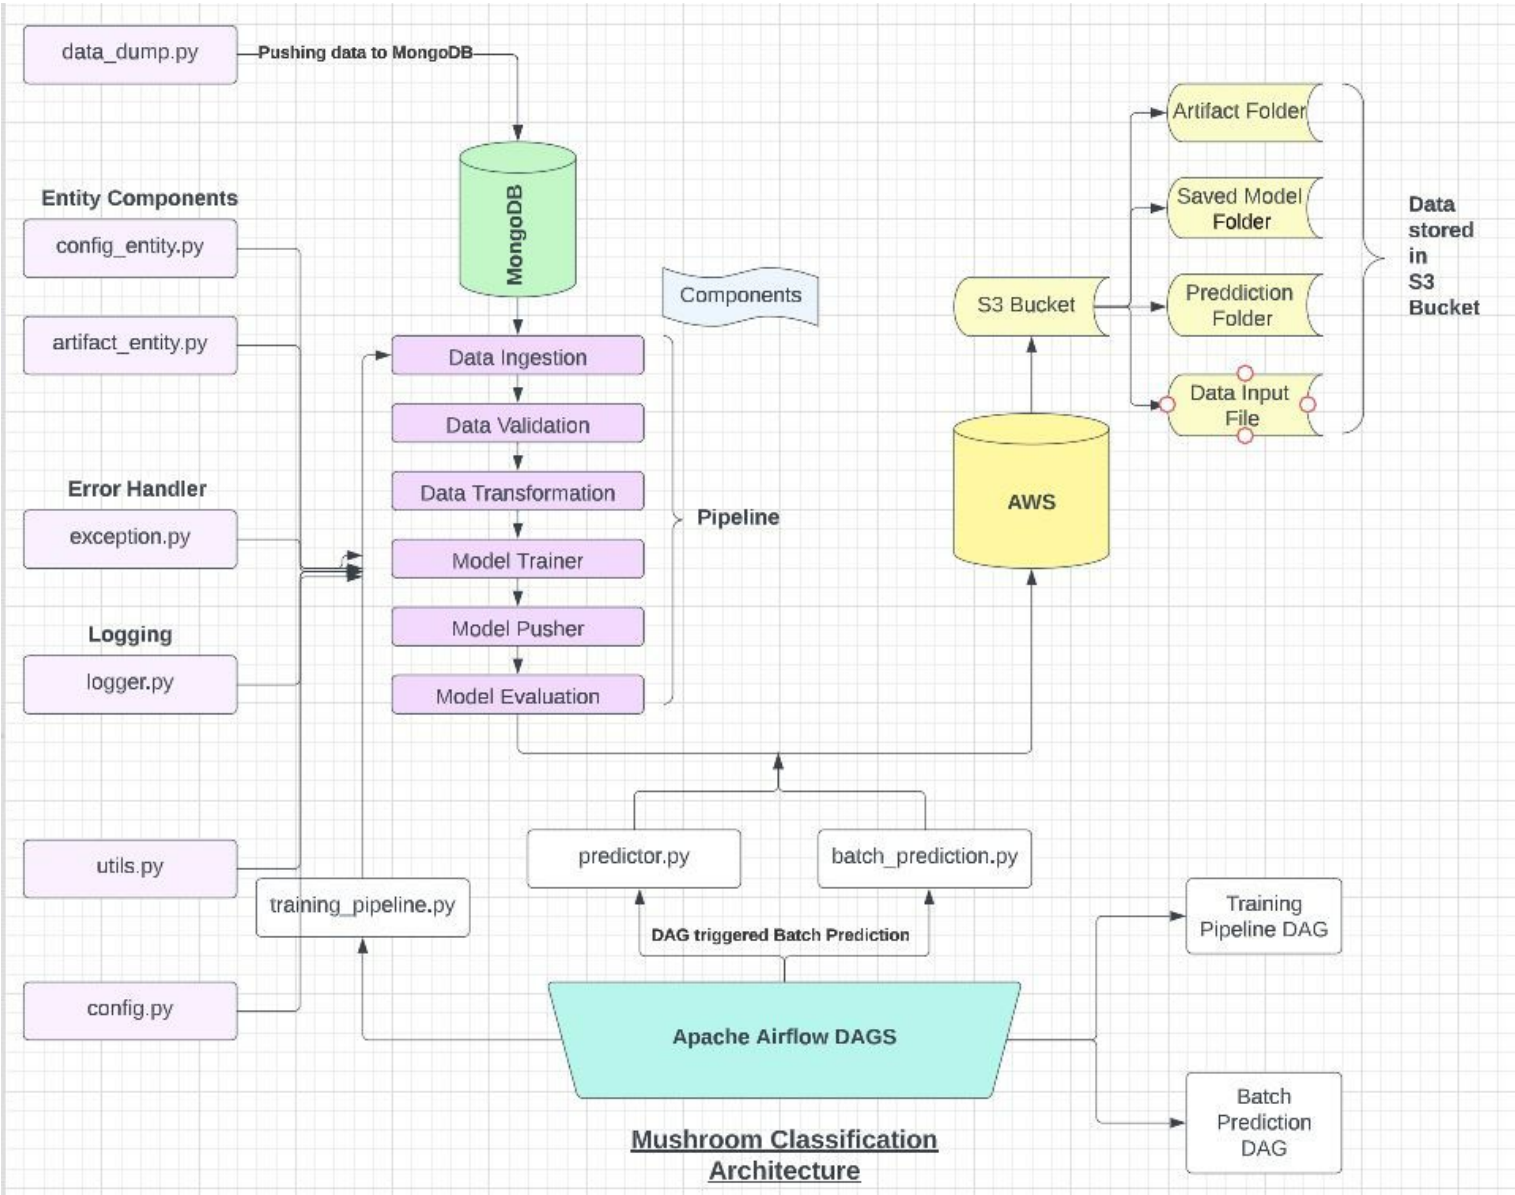 data_dump.py
Pushing data to MongoDB
MongoDB
Entity Components
config_entity.py
artifact_entity.py
Error Handler
exception.py
Logging
logger.py
utils.py
config.py
training_pipeline.py
Components
Data Ingestion
Data Validation
Data Transformation
Model Trainer
Model Pusher
Model Evaluation
Pipeline
S3 Bucket
AWS
Artifact Folder
Saved Model
Folder
Preddiction
Folder
Data Input
File
Data
stored
in
S3
Bucket
predictor.py
batch_prediction.py
DAG triggered Batch Prediction
Apache Airflow DAGS
Training
Pipeline DAG
Batch
Prediction
DAG
Mushroom Classification
Architecture